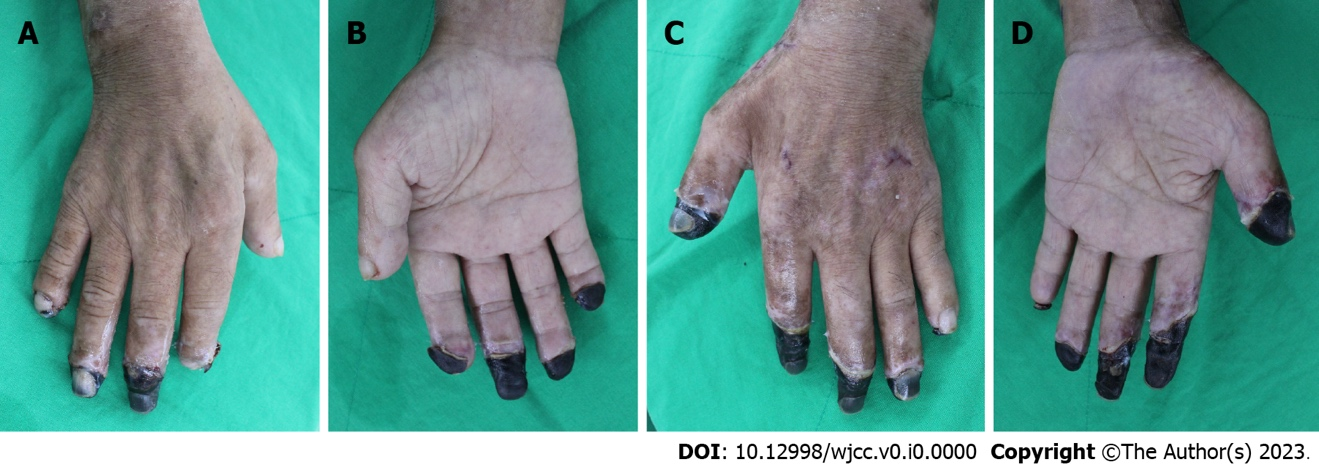 A
B
C
D
DOI: 10.12998/wjcc.v0.i0.0000 Copyright ©The Author(s) 2023.